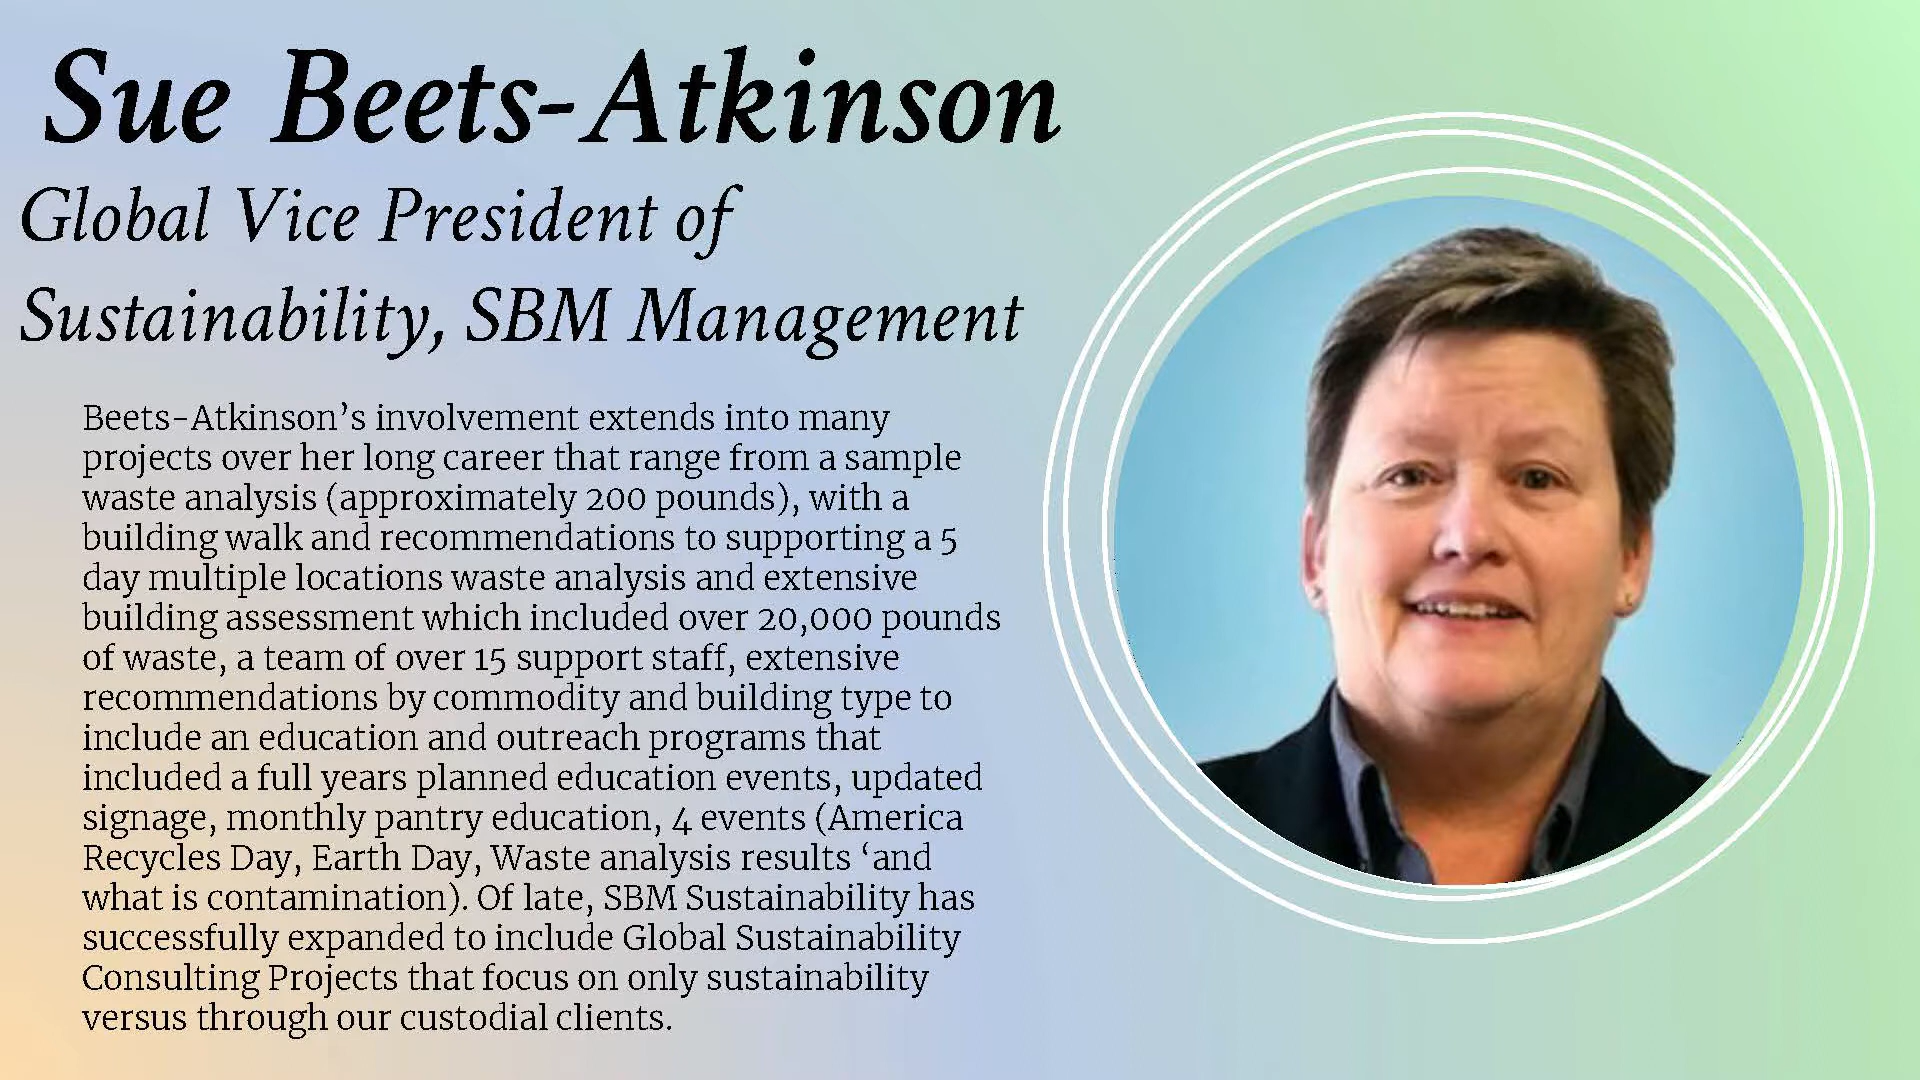 Sue Beets-Atkinson
Global Vice President of
Sustainability, SBM Management
Beets-Atkinson’s involvement extends into many
projects over her long career that range from a sample
waste analysis (approximately 200 pounds), with a
building walk and recommendations to supporting a 5
day multiple locations waste analysis and extensive
building assessment which included over 20,000 pounds
of waste, a team of over 15 support staff, extensive
recommendations by commodity and building type to
include an education and outreach programs that
included a full years planned education events, updated
signage, monthly pantry education, 4 events (America
Recycles Day, Earth Day, Waste analysis results ‘and
what is contamination). Of late, SBM Sustainability has
successfully expanded to include Global Sustainability
Consulting Projects that focus on only sustainability
versus through our custodial clients.